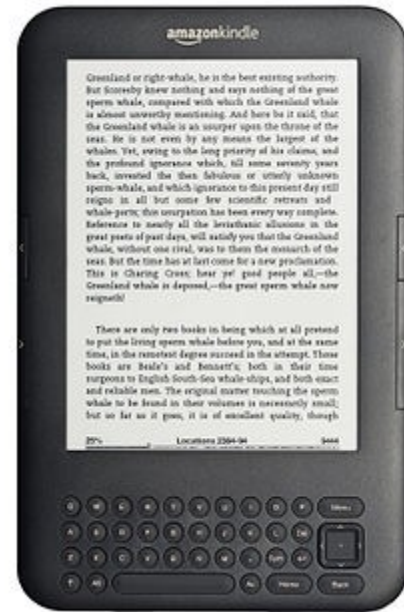 amazonkindle
Greenland or right-whale, he is the best existing authority.
But Scoresby knew nothing and says nothing of the great
sperm whale, compared with which the Greenland whale
is almost unworthy mentioning. And here be it said, that
the Greenland whale is an usurper upon the throne of the
seas. He is not even by any means the largest of the
whales. Yet, owing to the long priority of his claims, and
the profound ignorance which, till some seventy years
back, invested the then fabulous or utterly unknown
sperm-whale, and which ignorance to this present day still
reigns in all but some few scientific retreats and
whale-ports; this usurpation has been every way complete.
Reference to nearly all the leviathanic allusions in the
great poets of past days, will satisfy you that the Greenland
whale, without one rival, was to them the monarch of the
seas. But the time has at last come for a new proclamation.
This is Charing Cross; hear ye! good people all,—the
Greenland whale is deposed,—the great sperm whale now
reigneth!
There are only two books in being which at all pretend
to put the living sperm whale before you, and at the same
time, in the remotest degree succeed in the attempt. Those
books are Beale's and Bennett's; both in their time
surgeons to English South-Sea whale-ships, and both exact
and reliable men. The original matter touching the sperm
whale to be found in their volumes is necessarily small;
but so far as it goes, it is of excellent quality, though
25% Locations 2384-94 9444
Q W E R T Y U I O P Menu
A S D F G H J K L Del
Z X C V B N M . Sym
Alt Aa Home Back